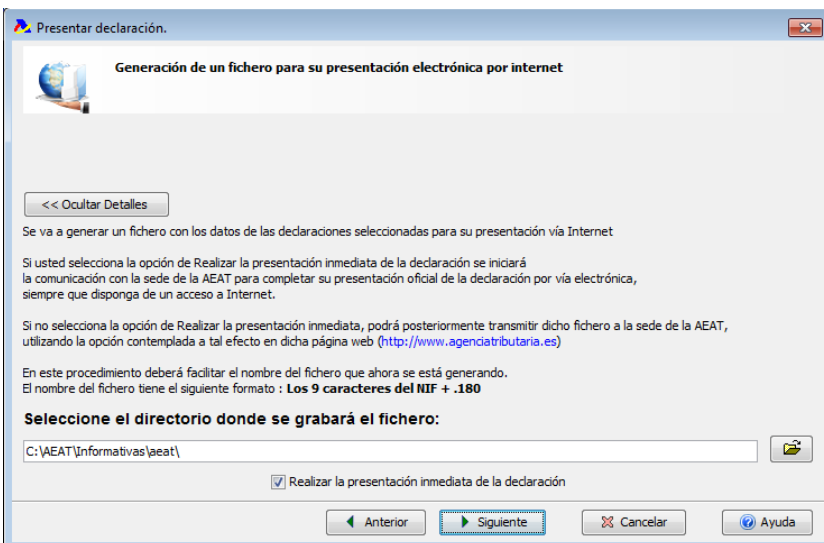 Presentar declaración.
Generación de un fichero para su presentación electrónica por internet
<< Ocultar Detalles
Se va a generar un fichero con los datos de las declaraciones seleccionadas para su presentación vía Internet
Si usted selecciona la opción de Realizar la presentación inmediata de la declaración se iniciará
la comunicación con la sede de la AEAT para completar su presentación oficial de la declaración por vía electrónica,
siempre que disponga de un acceso a Internet.
Si no selecciona la opción de Realizar la presentación inmediata, podrá posteriormente transmitir dicho fichero a la sede de la AEAT,
utilizando la opción contemplada a tal efecto en dicha página web (http://www.agenciatributaria.es)
En este procedimiento deberá facilitar el nombre del fichero que ahora se está generando.
El nombre del fichero tiene el siguiente formato : Los 9 caracteres del NIF + .180
Seleccione el directorio donde se grabará el fichero:
C:\AEAT\Informativas\aeat\
Realizar la presentación inmediata de la declaración
Anterior Siguiente Cancelar Ayuda